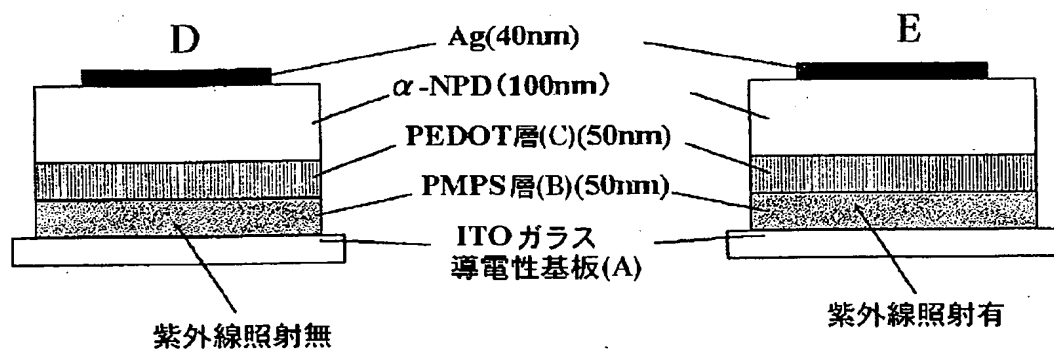 D
E
Ag(40nm)
α-NPD(100nm)
PEDOT層(C)(50nm)
PMPS層(B)(50nm)
ITOガラス
導電性基板(A)
紫外線照射無
紫外線照射有